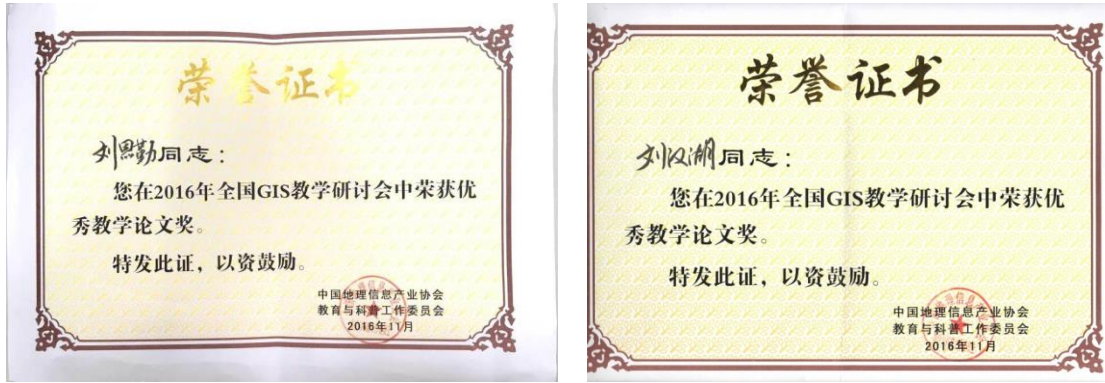 荣誉证书
刘思勤同志：
您在2016年全国GIS教学研讨会中荣获优
秀教学论文奖。
特发此证，以资鼓励。
中国地理信息产业协会
教育与科普工作委员会
2016年11月
荣誉证书
刘汉湖同志：
您在2016年全国GIS教学研讨会中荣获优
秀教学论文奖。
特发此证，以资鼓励。
中国地理信息产业协会
教育与科普工作委员会
2016年11月